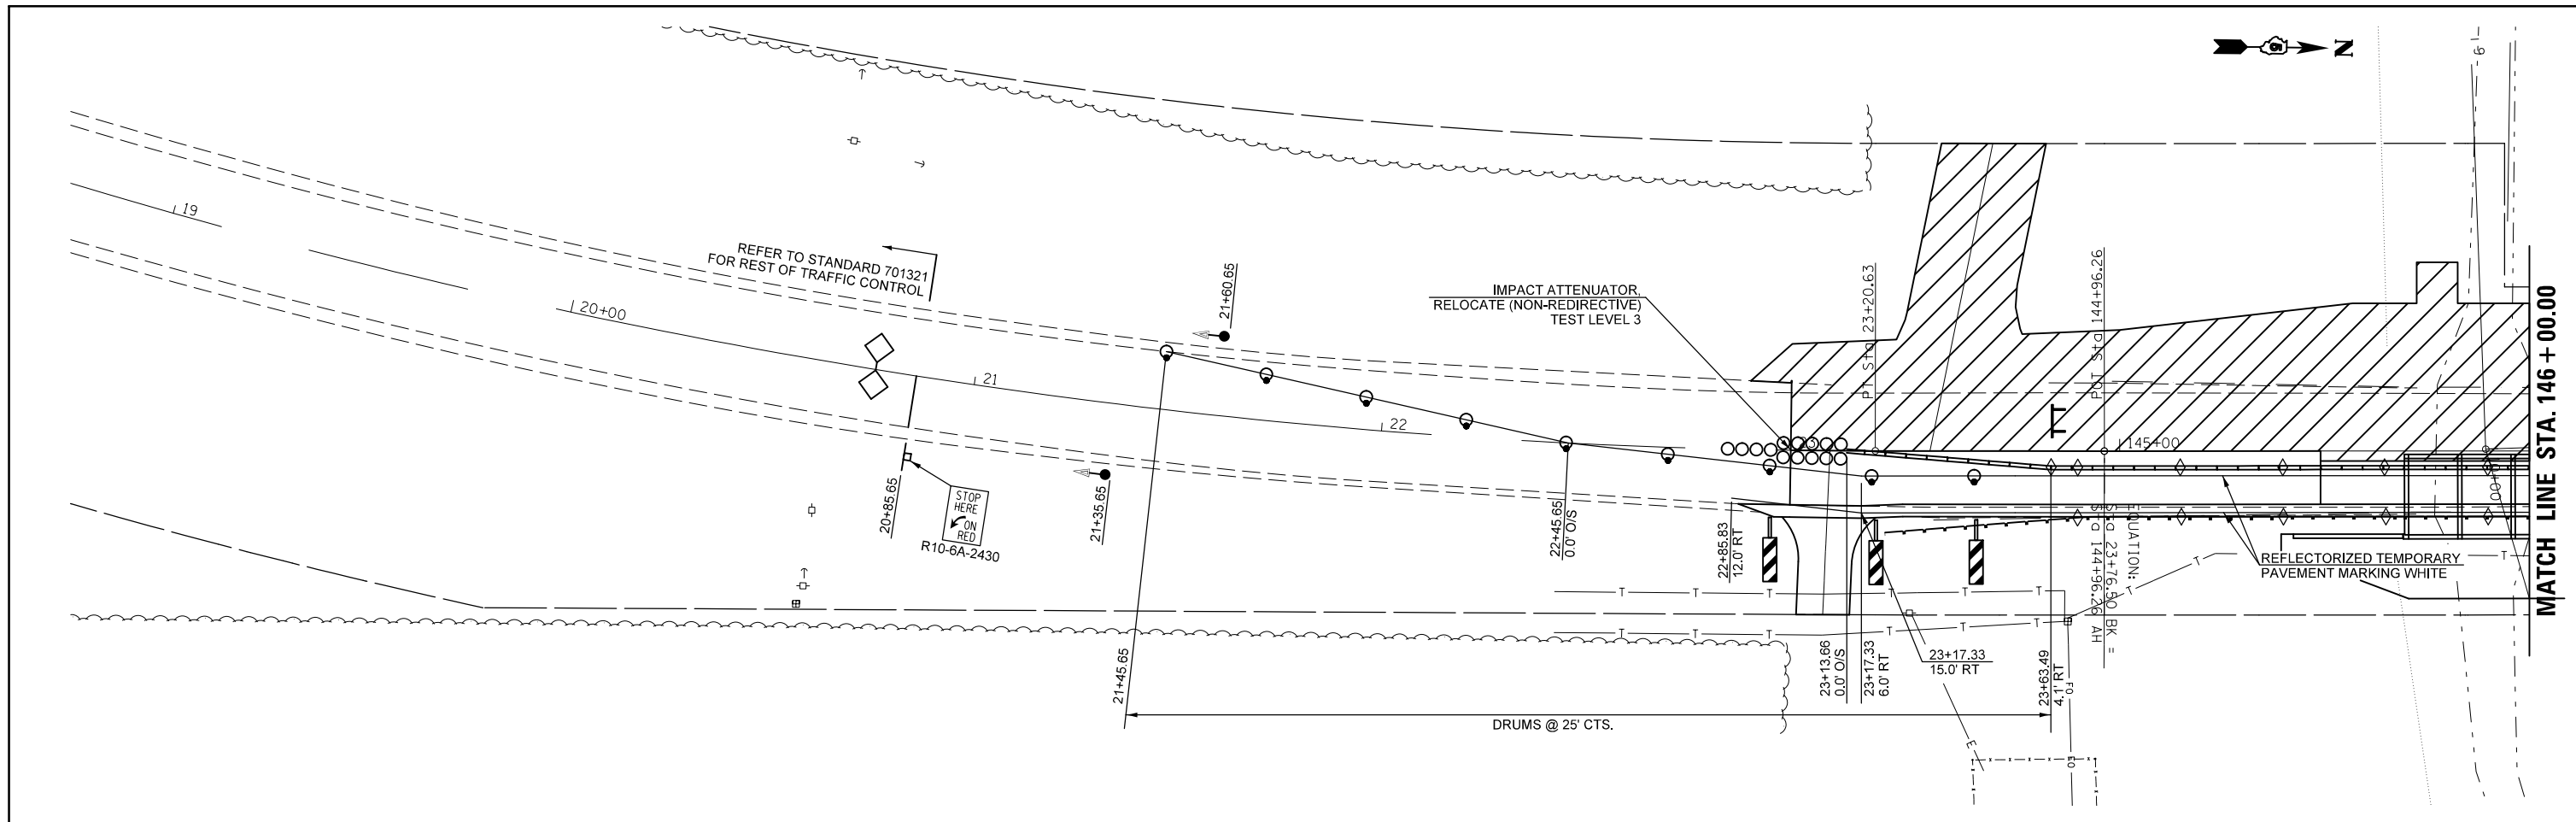 N
6
19
REFER TO STANDARD 701321
FOR REST OF TRAFFIC CONTROL
20+00
21
22
23
21+60.65
IMPACT ATTENUATOR,
RELOCATE (NON-REDIRECTIVE)
TEST LEVEL 3
PT Sta 23+20.63
POT Sta 144+96.26
145+00
MATCH LINE STA. 146+00.00
20+85.65
STOP
HERE
ON
RED
R10-6A-2430
21+35.65
22+45.65
0.0' O/S
22+85.83
12.0' RT
EQUATION:
Sta 23+76.50 BK =
Sta 144+96.26 AH
REFLECTORIZED TEMPORARY
PAVEMENT MARKING WHITE
T T T T T T T
T T T T T T
T T T
21+45.65
23+13.66
0.0' O/S
23+17.33
6.0' RT
23+17.33
15.0' RT
23+63.49
4.1' RT
DRUMS @ 25' CTS.
E
FO
FO